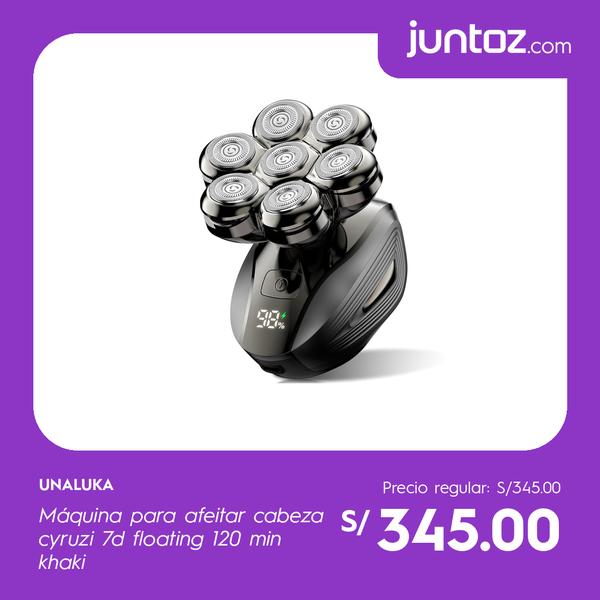 juntoz.com
98%
UNALUKA
Máquina para afeitar cabeza
cyruzi 7d floating 120 min
khaki
Precio regular: S/345.00
S/ 345.00